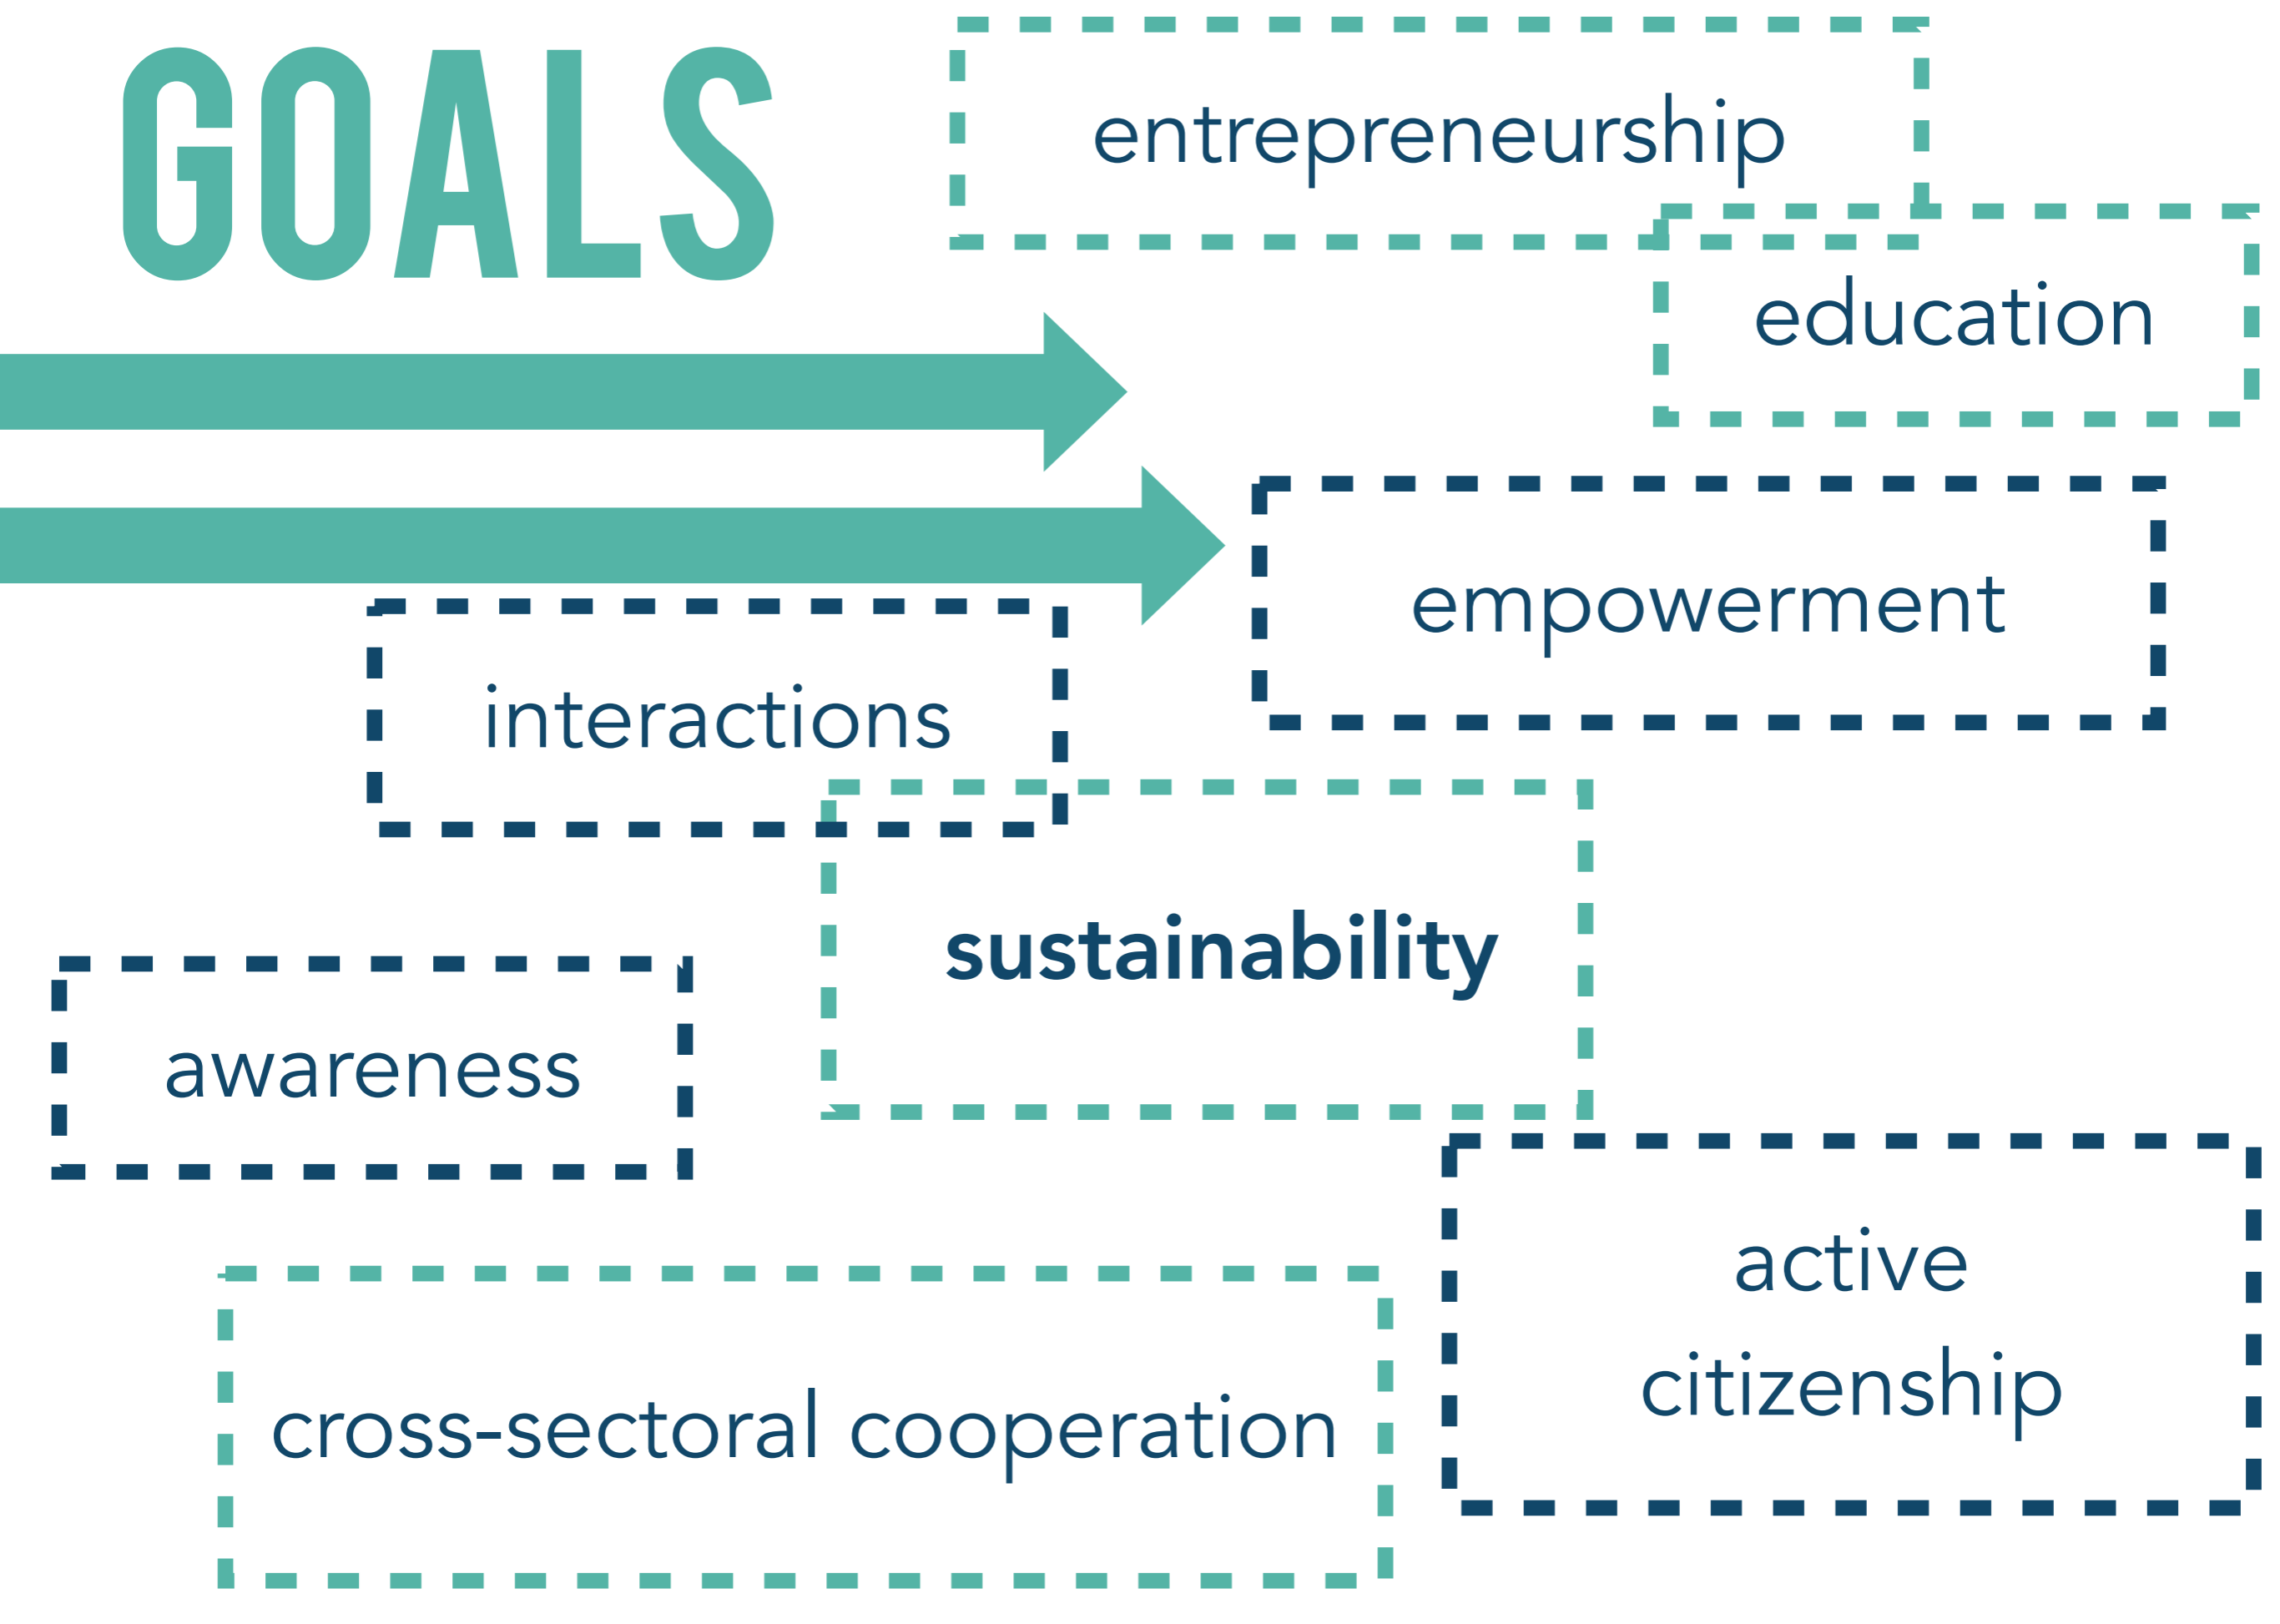 GOALS
entrepreneurship
education
empowerment
interactions
sustainability
awareness
active
citizenship
cross-sectoral cooperation